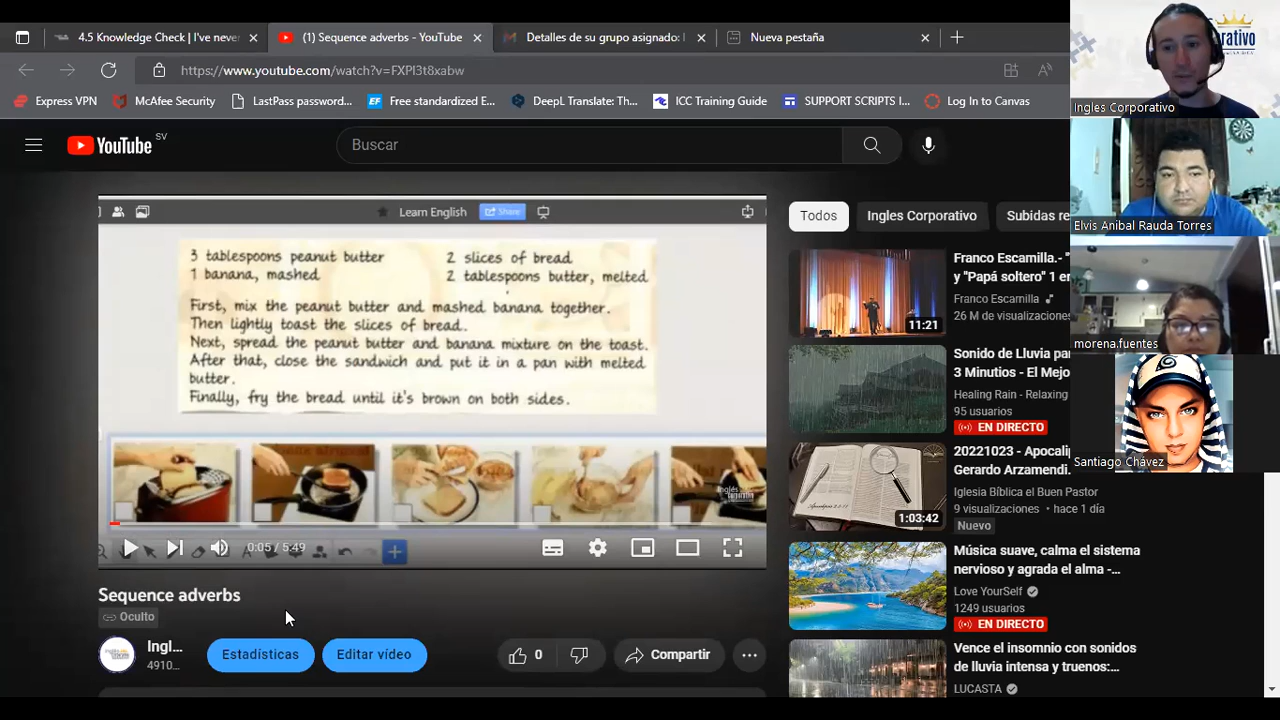 4.5 Knowledge Check | I've never
(1) Sequence adverbs - YouTube
Detalles de su grupo asignado:
Nueva pestaña
https://www.youtube.com/watch?v=FXPl3t8xabw
Express VPN
McAfee Security
LastPass password...
Free standardized E...
DeepL Translate: Th...
ICC Training Guide
SUPPORT SCRIPTS I...
Log In to Canvas
YouTube SV
Buscar
Learn English
Share
3 tablespoons peanut butter
2 slices of bread
1 banana, mashed
2 tablespoons butter, melted
First, mix the peanut butter and mashed banana together.
Then lightly toast the slices of bread.
Next, spread the peanut butter and banana mixture on the toast.
After that, close the sandwich and put it in a pan with melted
butter.
Finally, fry the bread until it's brown on both sides.
Inglés
corporativo
0:05 / 5:49
Sequence adverbs
Oculto
Ingl...
4910...
Estadísticas
Editar vídeo
0
Compartir
Todos
Ingles Corporativo
Subidas re
Franco Escamilla.- "
y "Papá soltero" 1 er
Franco Escamilla
26 M de visualizaciones
11:21
Sonido de Lluvia par
3 Minutios - El Mejo
Healing Rain - Relaxing
95 usuarios
EN DIRECTO
20221023 - Apocalip
Gerardo Arzamendi.
Iglesia Bíblica el Buen Pastor
9 visualizaciones • hace 1 día
Nuevo
1:03:42
Música suave, calma el sistema
nervioso y agrada el alma -...
Love YourSelf
1249 usuarios
EN DIRECTO
Vence el insomnio con sonidos
de lluvia intensa y truenos:...
LUCASTA
Ingles Corporativo
Elvis Anibal Rauda Torres
morena.fuentes
Santiago Chávez